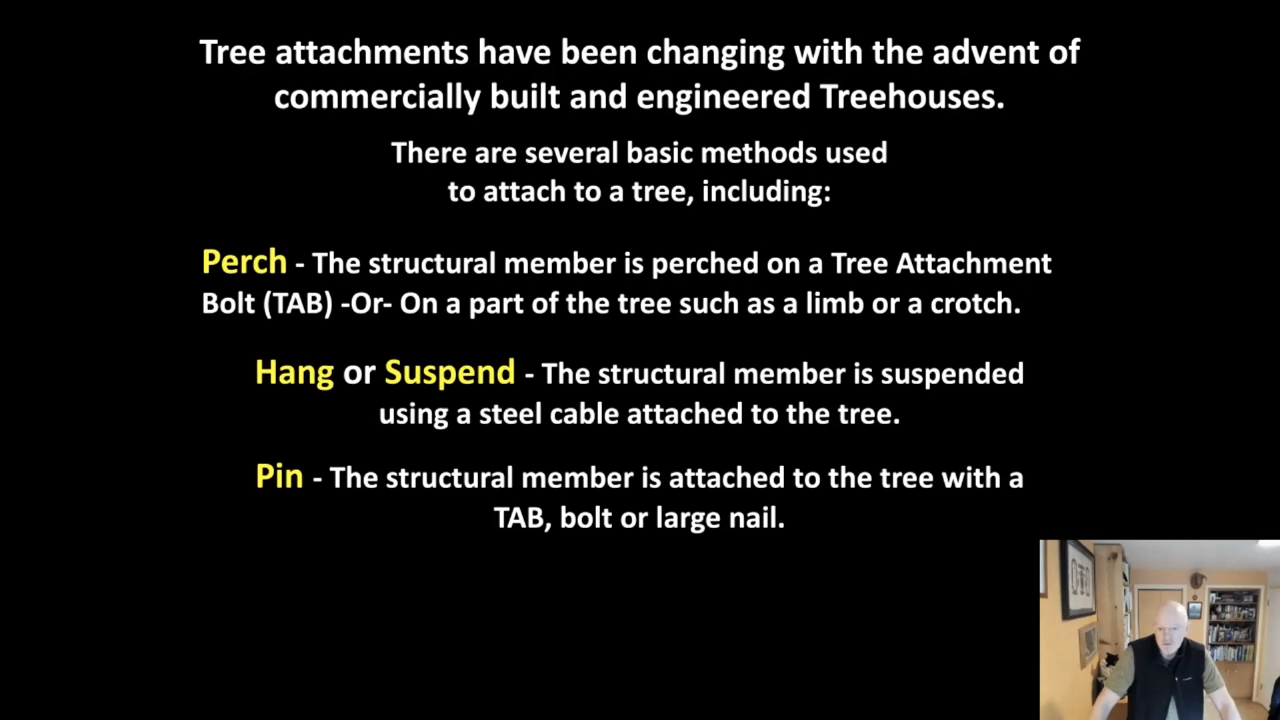 Tree attachments have been changing with the advent of
commercially built and engineered Treehouses.
There are several basic methods used
to attach to a tree, including:
Perch - The structural member is perched on a Tree Attachment
Bolt (TAB) -Or- On a part of the tree such as a limb or a crotch.
Hang or Suspend - The structural member is suspended
using a steel cable attached to the tree.
Pin - The structural member is attached to the tree with a
TAB, bolt or large nail.